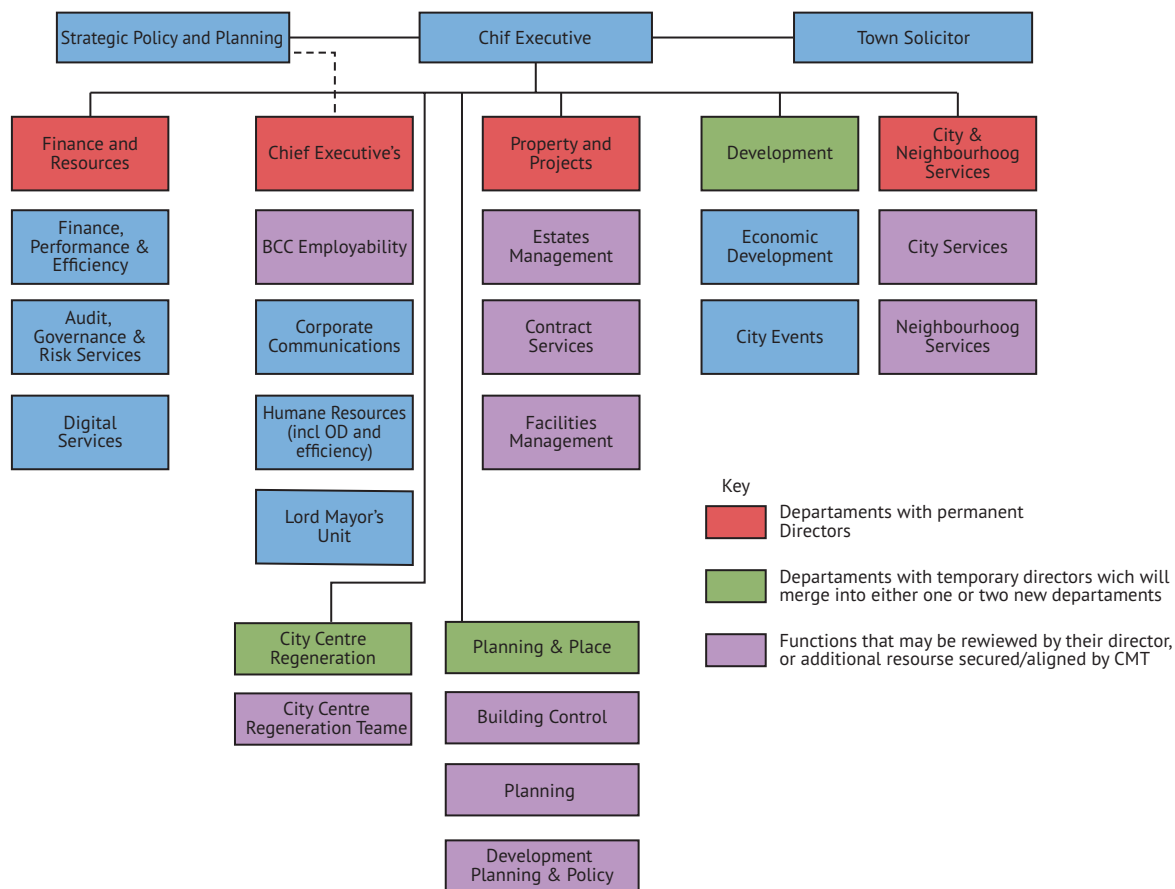 Strategic Policy and Planning
Chif Executive
Town Solicitor
Finance and
Resources
Chief Executive's
Property and
Projects
Development
City &
Neighbourhoog
Services
Finance,
Performance &
Efficiency
BCC Employability
Estates
Management
Economic
Development
City Services
Audit,
Governance &
Risk Services
Corporate
Communications
Contract
Services
City Events
Neighbourhoog
Services
Digital
Services
Humane Resources
(incl OD and
efficiency)
Facilities
Management
Lord Mayor's
Unit
Key
Departaments with permanent
Directors
Departaments with temporary directors wich will
merge into either one or two new departaments
Functions that may be rewiewed by their director,
or additional resourse secured/aligned by CMT
City Centre
Regeneration
Planning & Place
City Centre
Regeneration Teame
Building Control
Planning
Development
Planning & Policy